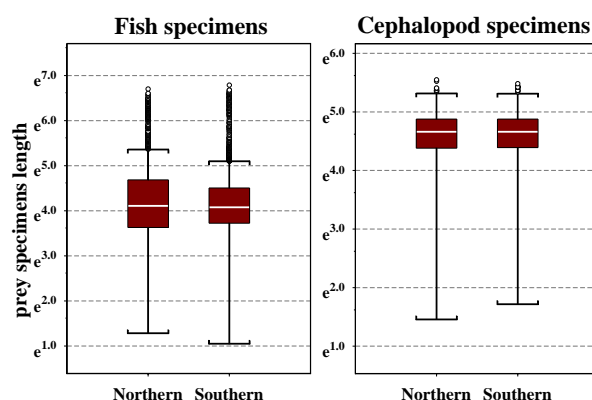 Fish specimens
Cephalopod specimens
prey specimens length
e7.0
e6.0
e5.0
e4.0
e3.0
e2.0
e1.0
Northern Southern
e6.0
e5.0
e4.0
e3.0
e2.0
e1.0
Northern Southern